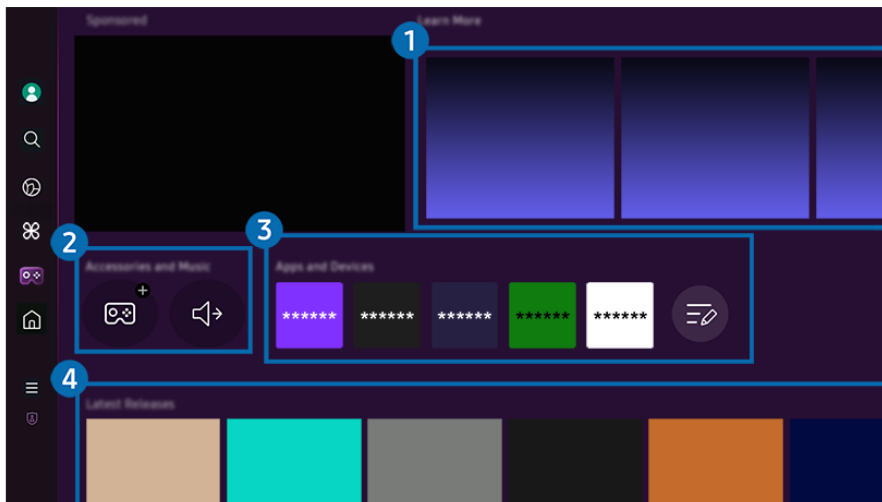 Sponsored
Learn More
1
2
3
Accessories and Music
Apps and Devices
******
******
******
******
******
4
Latest Releases